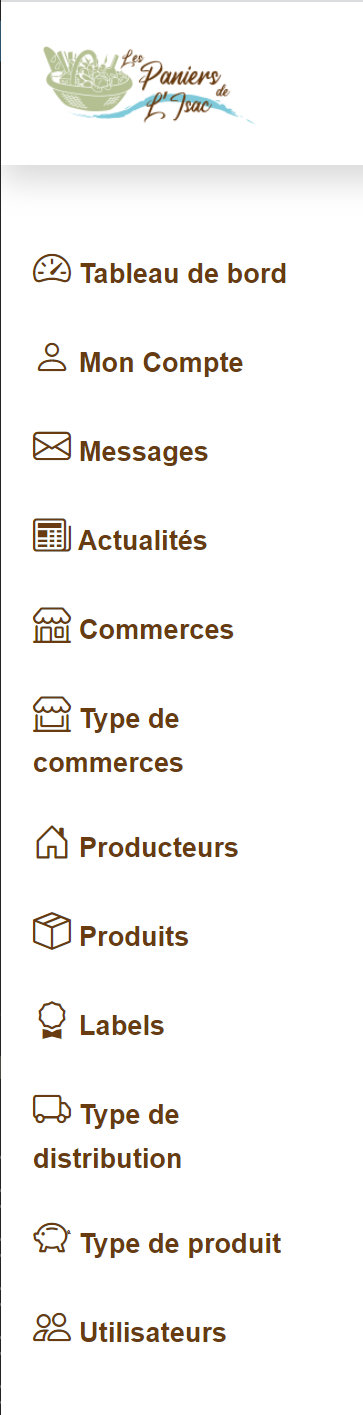 Les
Paniers
de
L'Isac
Tableau de bord
Mon Compte
Messages
Actualités
Commerces
Type de
commerces
Producteurs
Produits
Labels
Type de
distribution
Type de produit
Utilisateurs